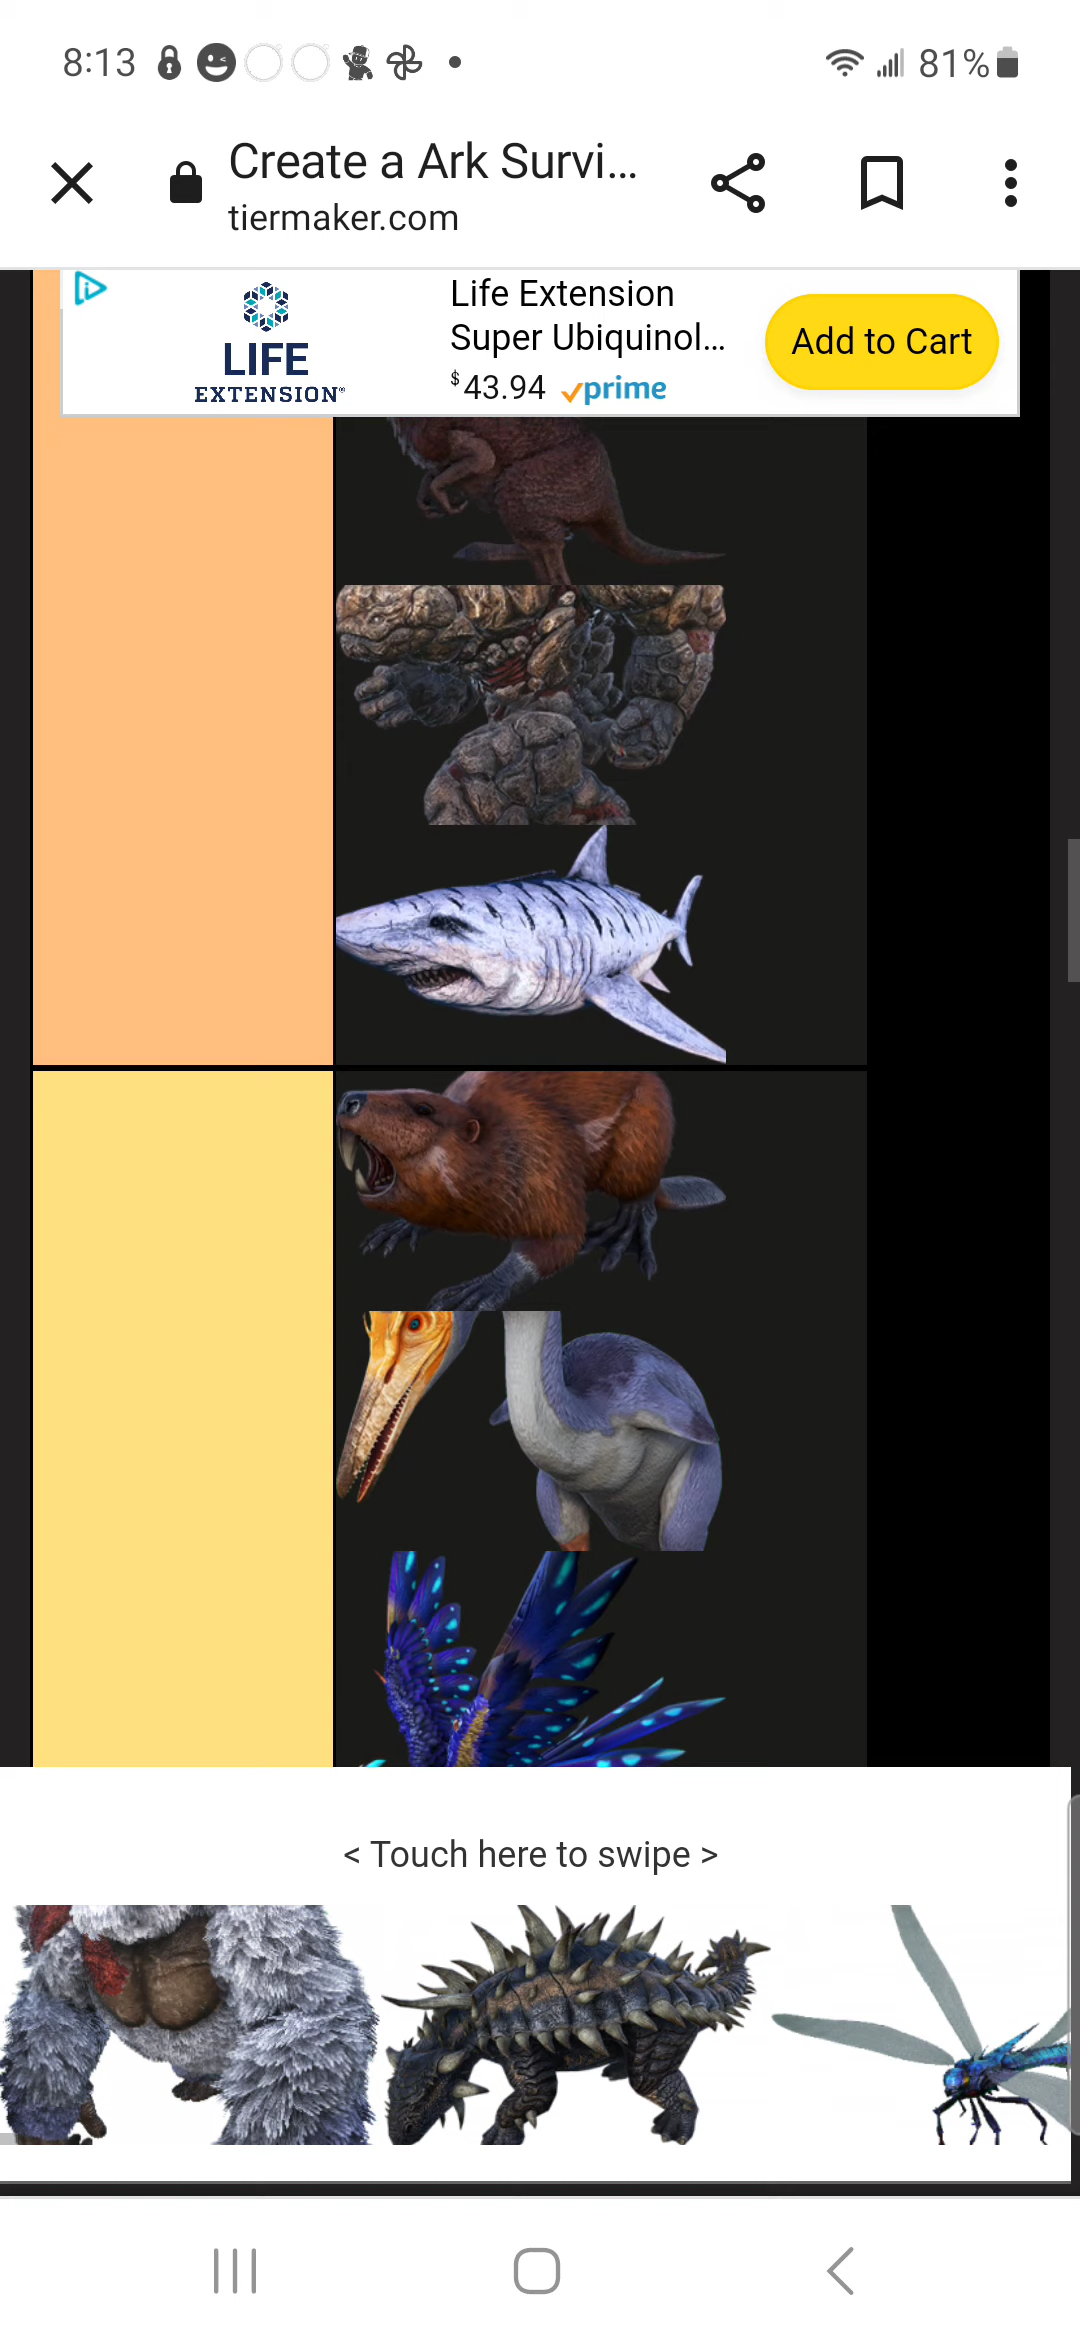 8:13
81%
Create a Ark Survi...
tiermaker.com
Life Extension
Super Ubiquinol...
$43.94 prime
Add to Cart
LIFE
EXTENSION®
< Touch here to swipe >